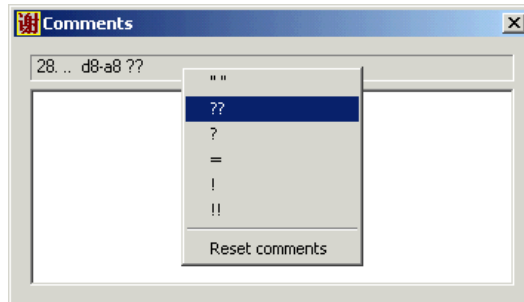 谢 Comments
28. .. d8-a8 ??
" "
??
?
=
!
!!
Reset comments